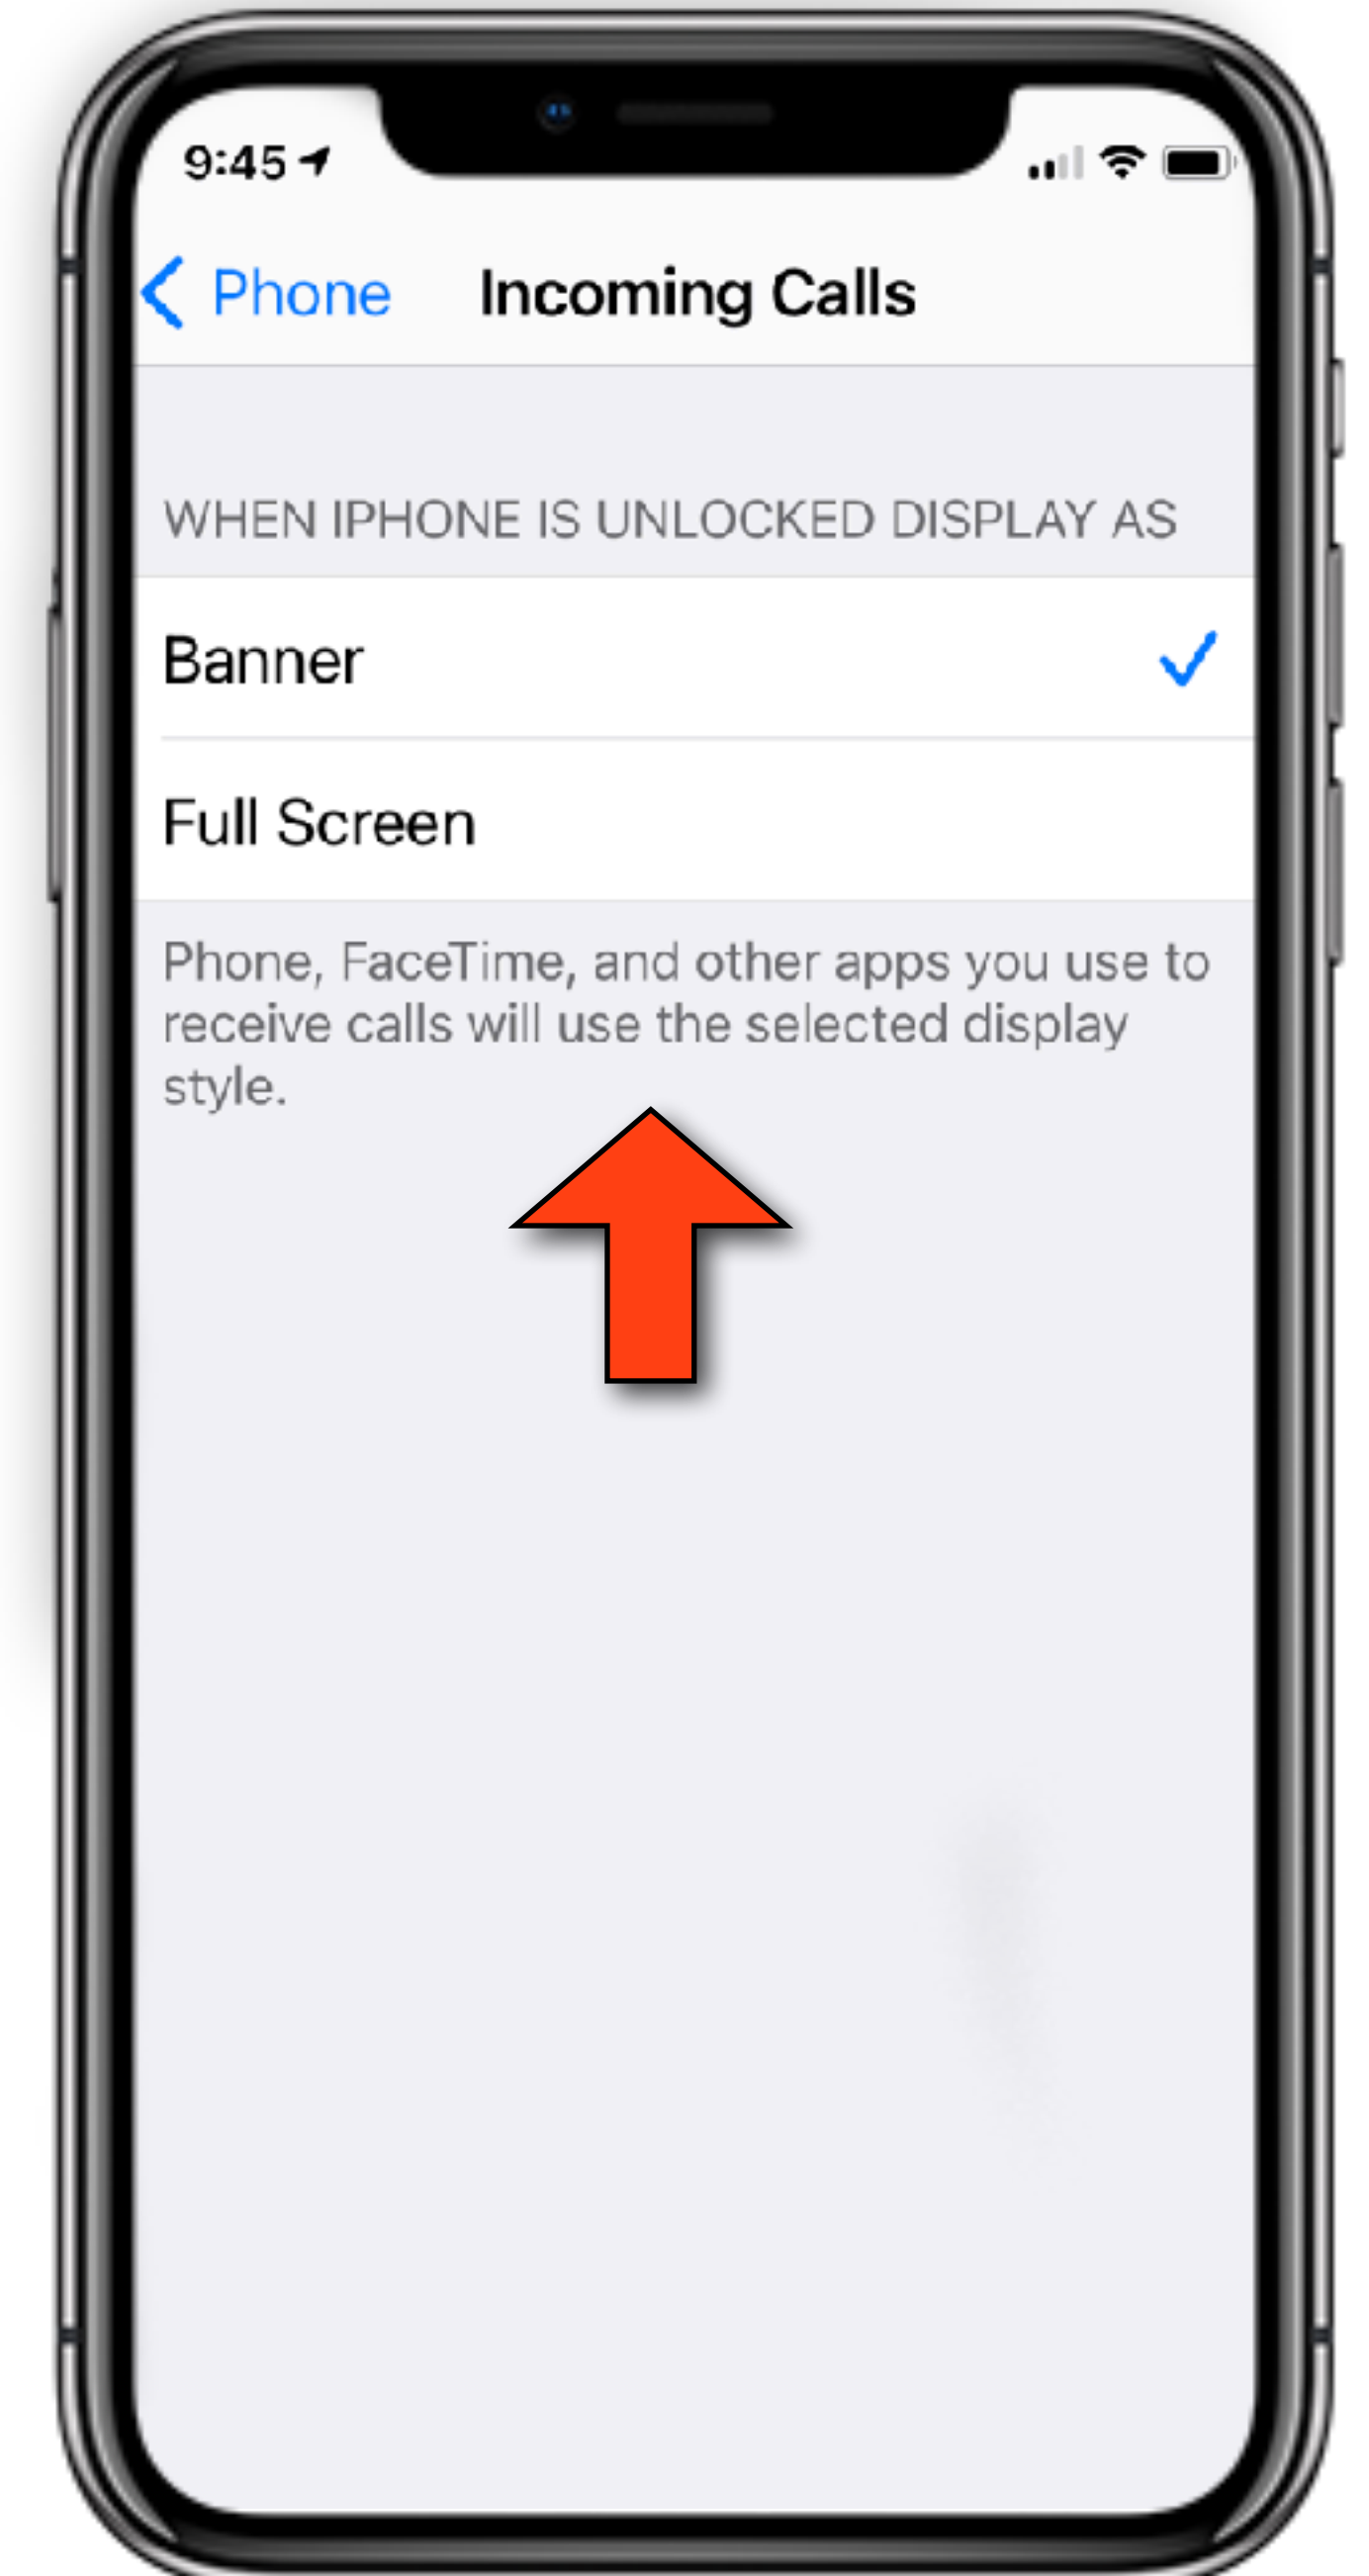 9:45
Phone
Incoming Calls
WHEN IPHONE IS UNLOCKED DISPLAY AS
Banner
Full Screen
Phone, FaceTime, and other apps you use to
receive calls will use the selected display
style.